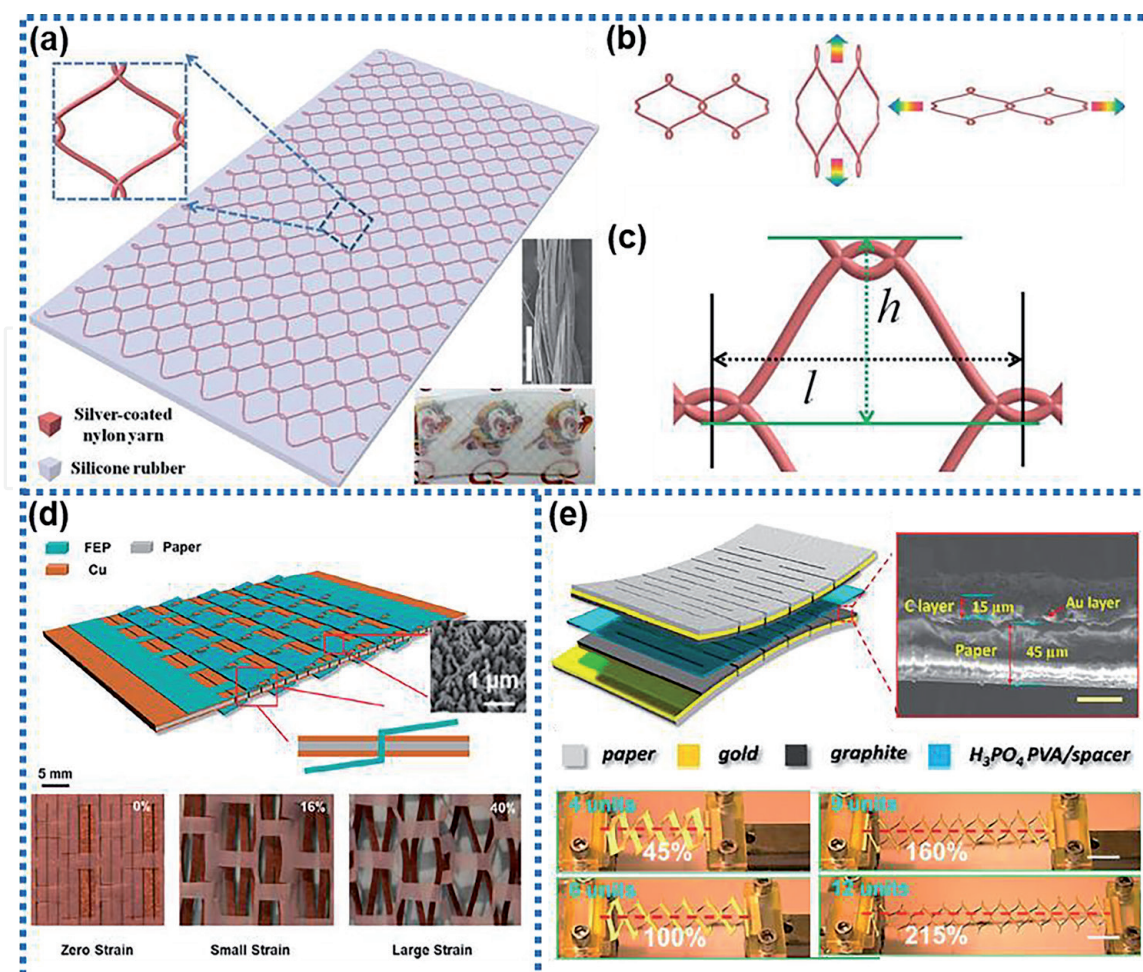 (a)
Silver-coated
nylon yarn
Silicone rubber
(b)
(c)
h
l
(d)
FEP
Paper
Cu
1 μm
5 mm
0%
16%
40%
Zero Strain
Small Strain
Large Strain
(e)
C layer
15 μm
Au layer
Paper
45 μm
paper
gold
graphite
H₃PO₄ PVA/spacer
4 units
45%
9 units
160%
100%
12 units
215%